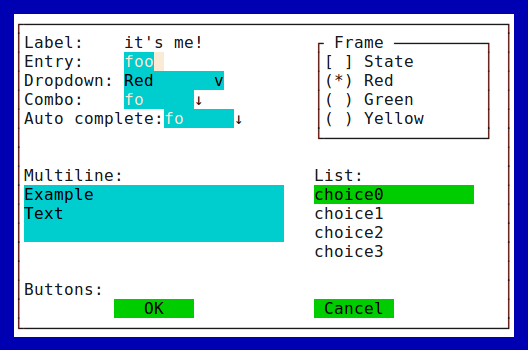 Label: it's me!
Entry: foo
Dropdown: Red v
Combo: fo ↓
Auto complete:fo ↓
Frame
[ ] State
(*) Red
( ) Green
( ) Yellow
Multiline:
Example
Text
List:
choice0
choice1
choice2
choice3
Buttons:
OK Cancel